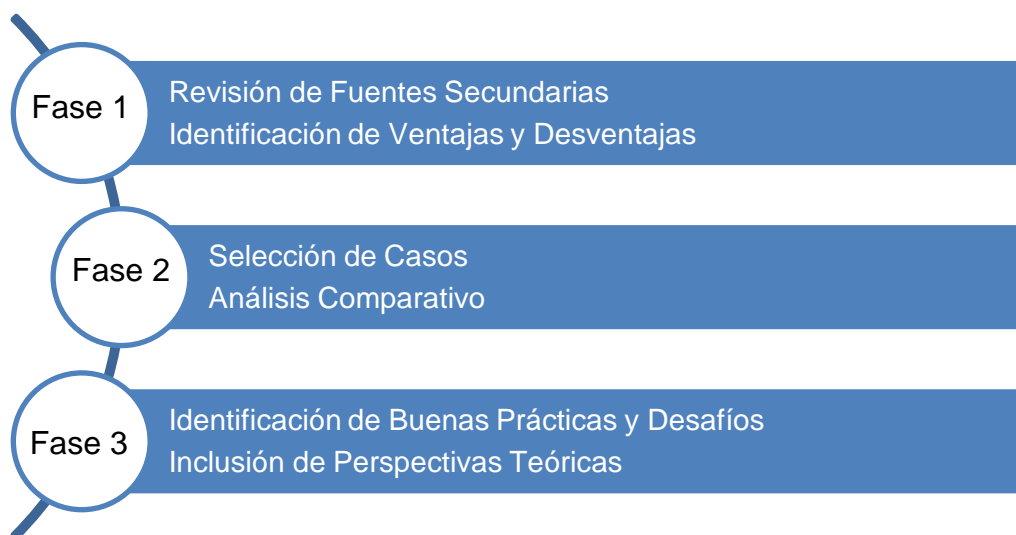 Fase 1
Revisión de Fuentes Secundarias
Identificación de Ventajas y Desventajas
Fase 2
Selección de Casos
Análisis Comparativo
Fase 3
Identificación de Buenas Prácticas y Desafíos
Inclusión de Perspectivas Teóricas